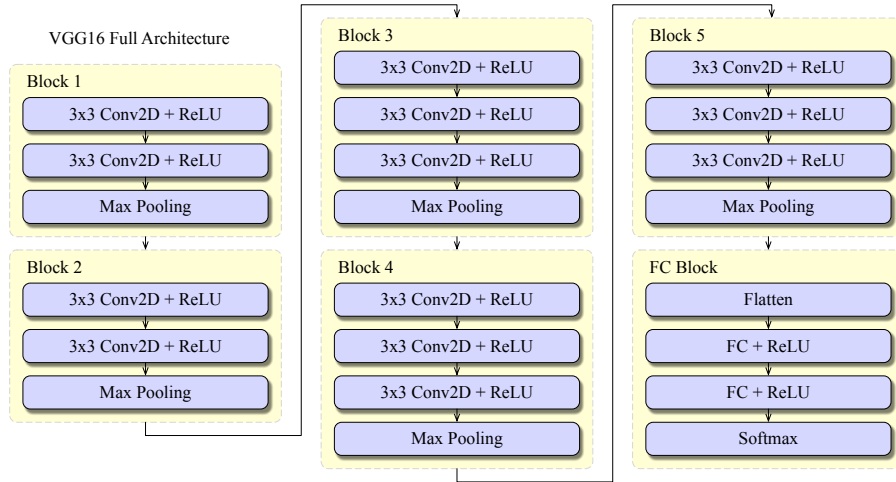 VGG16 Full Architecture
Block 1
3x3 Conv2D + ReLU
3x3 Conv2D + ReLU
Max Pooling
Block 2
3x3 Conv2D + ReLU
3x3 Conv2D + ReLU
Max Pooling
Block 3
3x3 Conv2D + ReLU
3x3 Conv2D + ReLU
3x3 Conv2D + ReLU
Max Pooling
Block 4
3x3 Conv2D + ReLU
3x3 Conv2D + ReLU
3x3 Conv2D + ReLU
Max Pooling
Block 5
3x3 Conv2D + ReLU
3x3 Conv2D + ReLU
3x3 Conv2D + ReLU
Max Pooling
FC Block
Flatten
FC + ReLU
FC + ReLU
Softmax